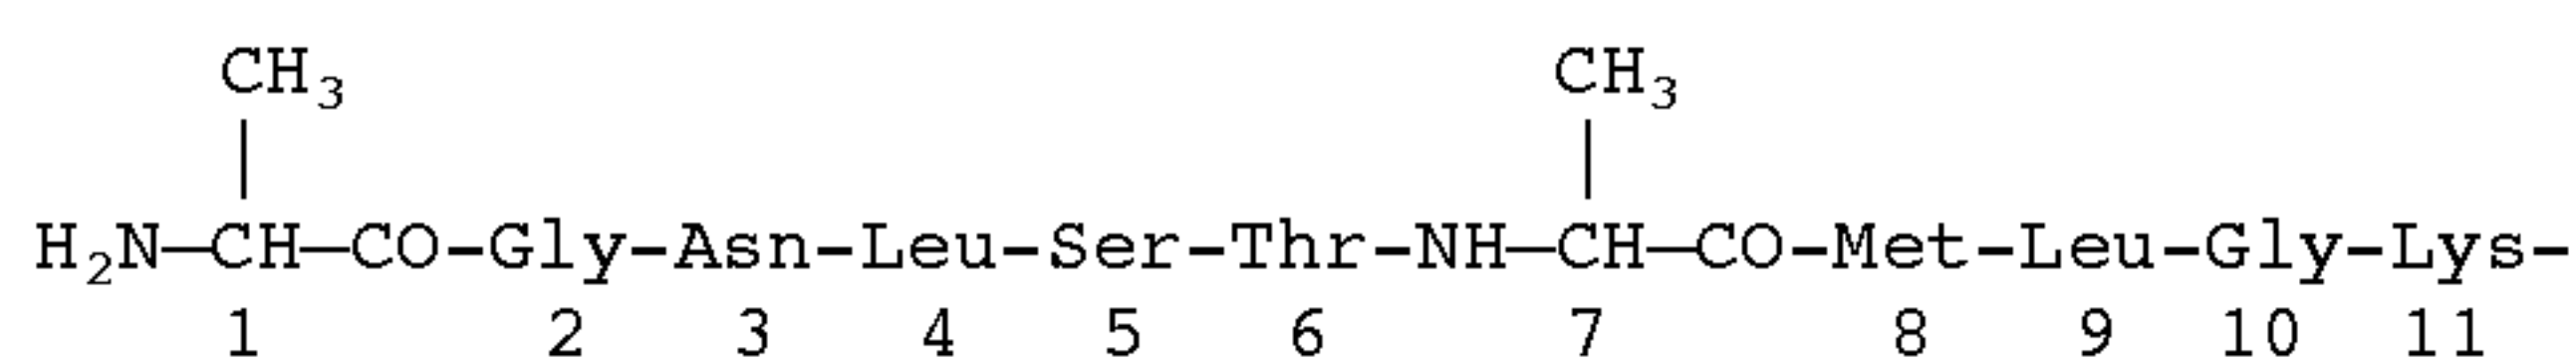 CH₃ CH₃
H₂N—CH—CO-Gly-Asn-Leu-Ser-Thr-NH—CH—CO-Met-Leu-Gly-Lys-
1 2 3 4 5 6 7 8 9 10 11